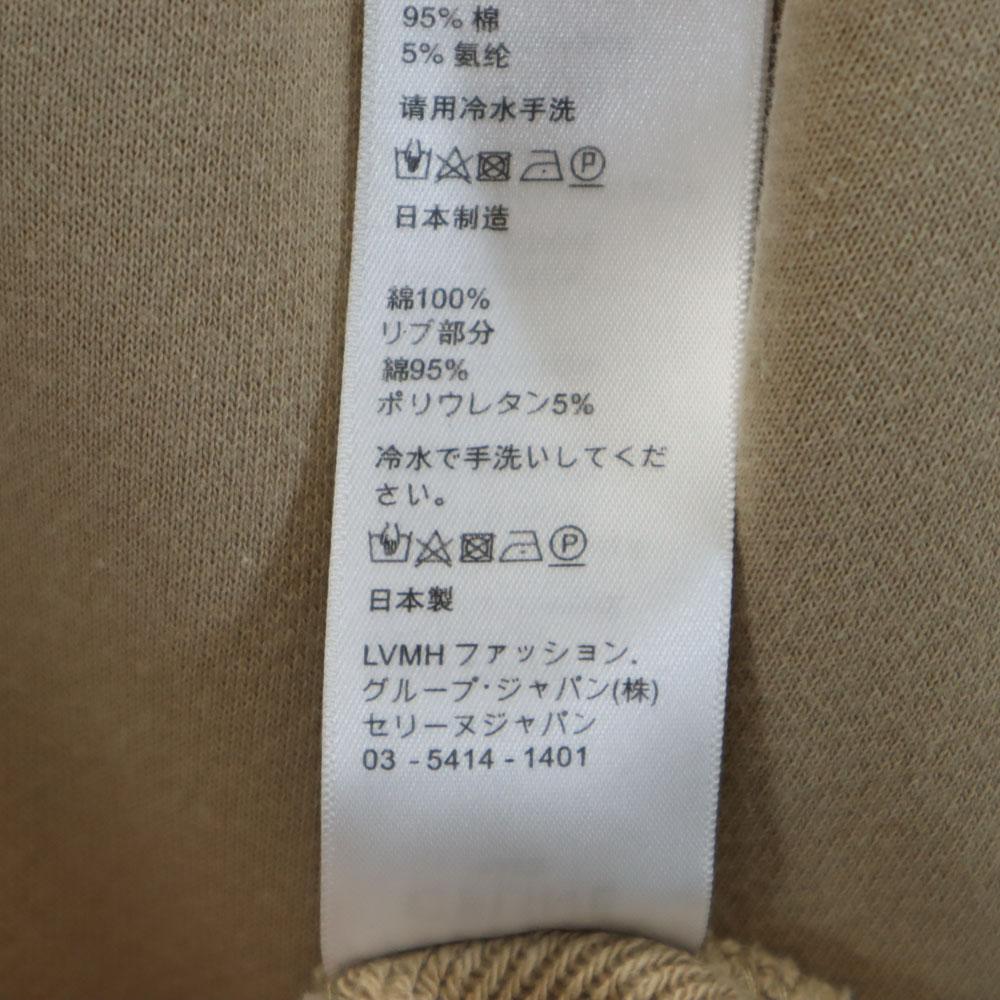 95% 棉
5% 氨纶
请用冷水手洗
P
日本制造
綿100%
リブ部分
綿95%
ポリウレタン5%
冷水で手洗いしてくだ
さい。
P
日本製
LVMH ファッション.
グループ·ジャパン(株)
セリーヌジャパン
03 - 5414 - 1401